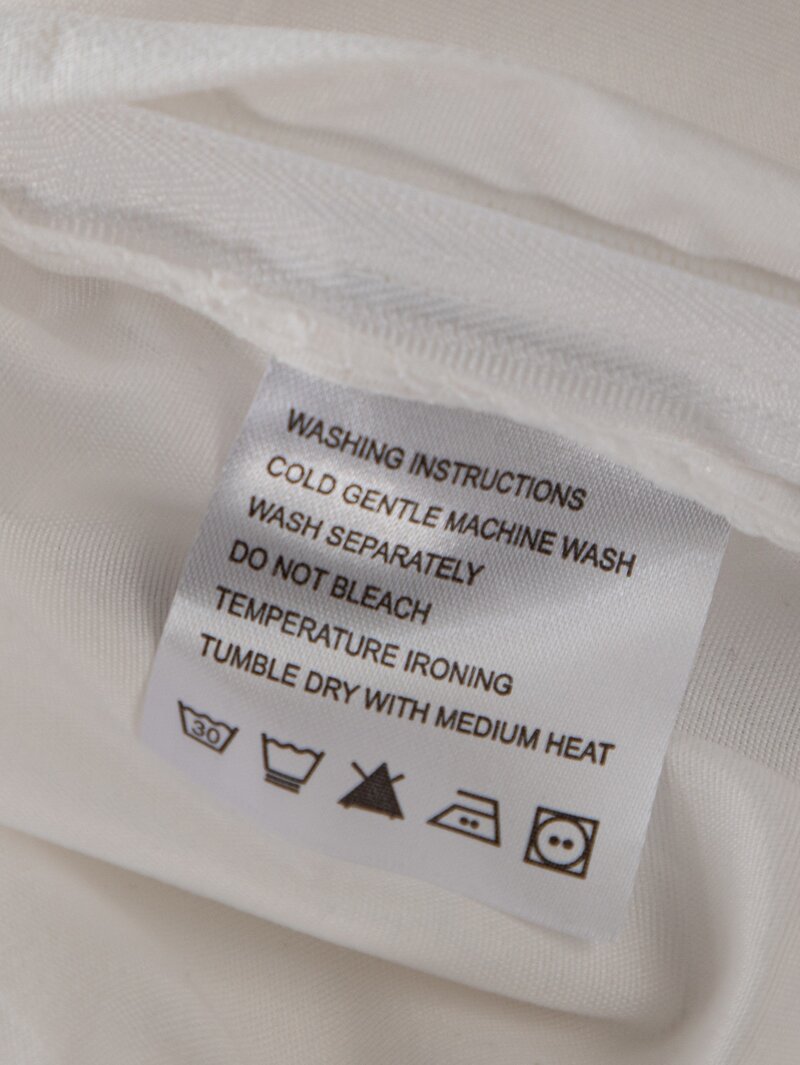 WASHING INSTRUCTIONS
COLD GENTLE MACHINE WASH
WASH SEPARATELY
DO NOT BLEACH
TEMPERATURE IRONING
TUMBLE DRY WITH MEDIUM HEAT
30